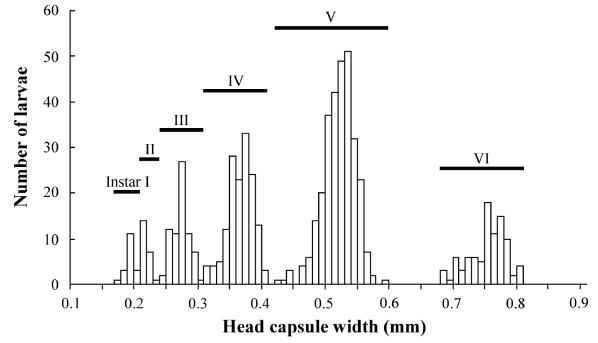 60
50
40
30
20
10
0
Number of larvae
Instar I
II
III
IV
V
VI
0.1 0.2 0.3 0.4 0.5 0.6 0.7 0.8 0.9
Head capsule width (mm)